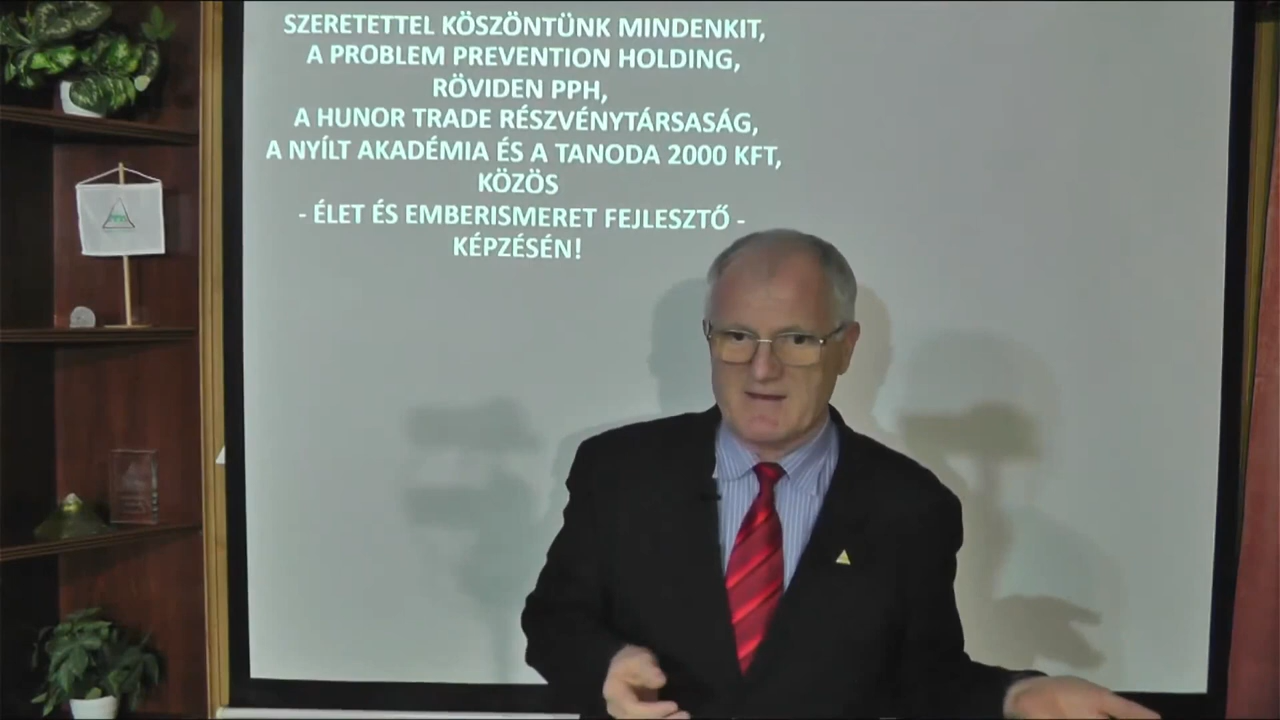 SZERETETTEL KÖSZÖNTÜNK MINDENKIT,
A PROBLEM PREVENTION HOLDING,
RÖVIDEN PPH,
A HUNOR TRADE RÉSZVÉNYTÁRSASÁG,
A NYÍLT AKADÉMIA ÉS A TANODA 2000 KFT,
KÖZÖS
- ÉLET ÉS EMBERISMERET FEJLESZTŐ -
KÉPZÉSÉN!